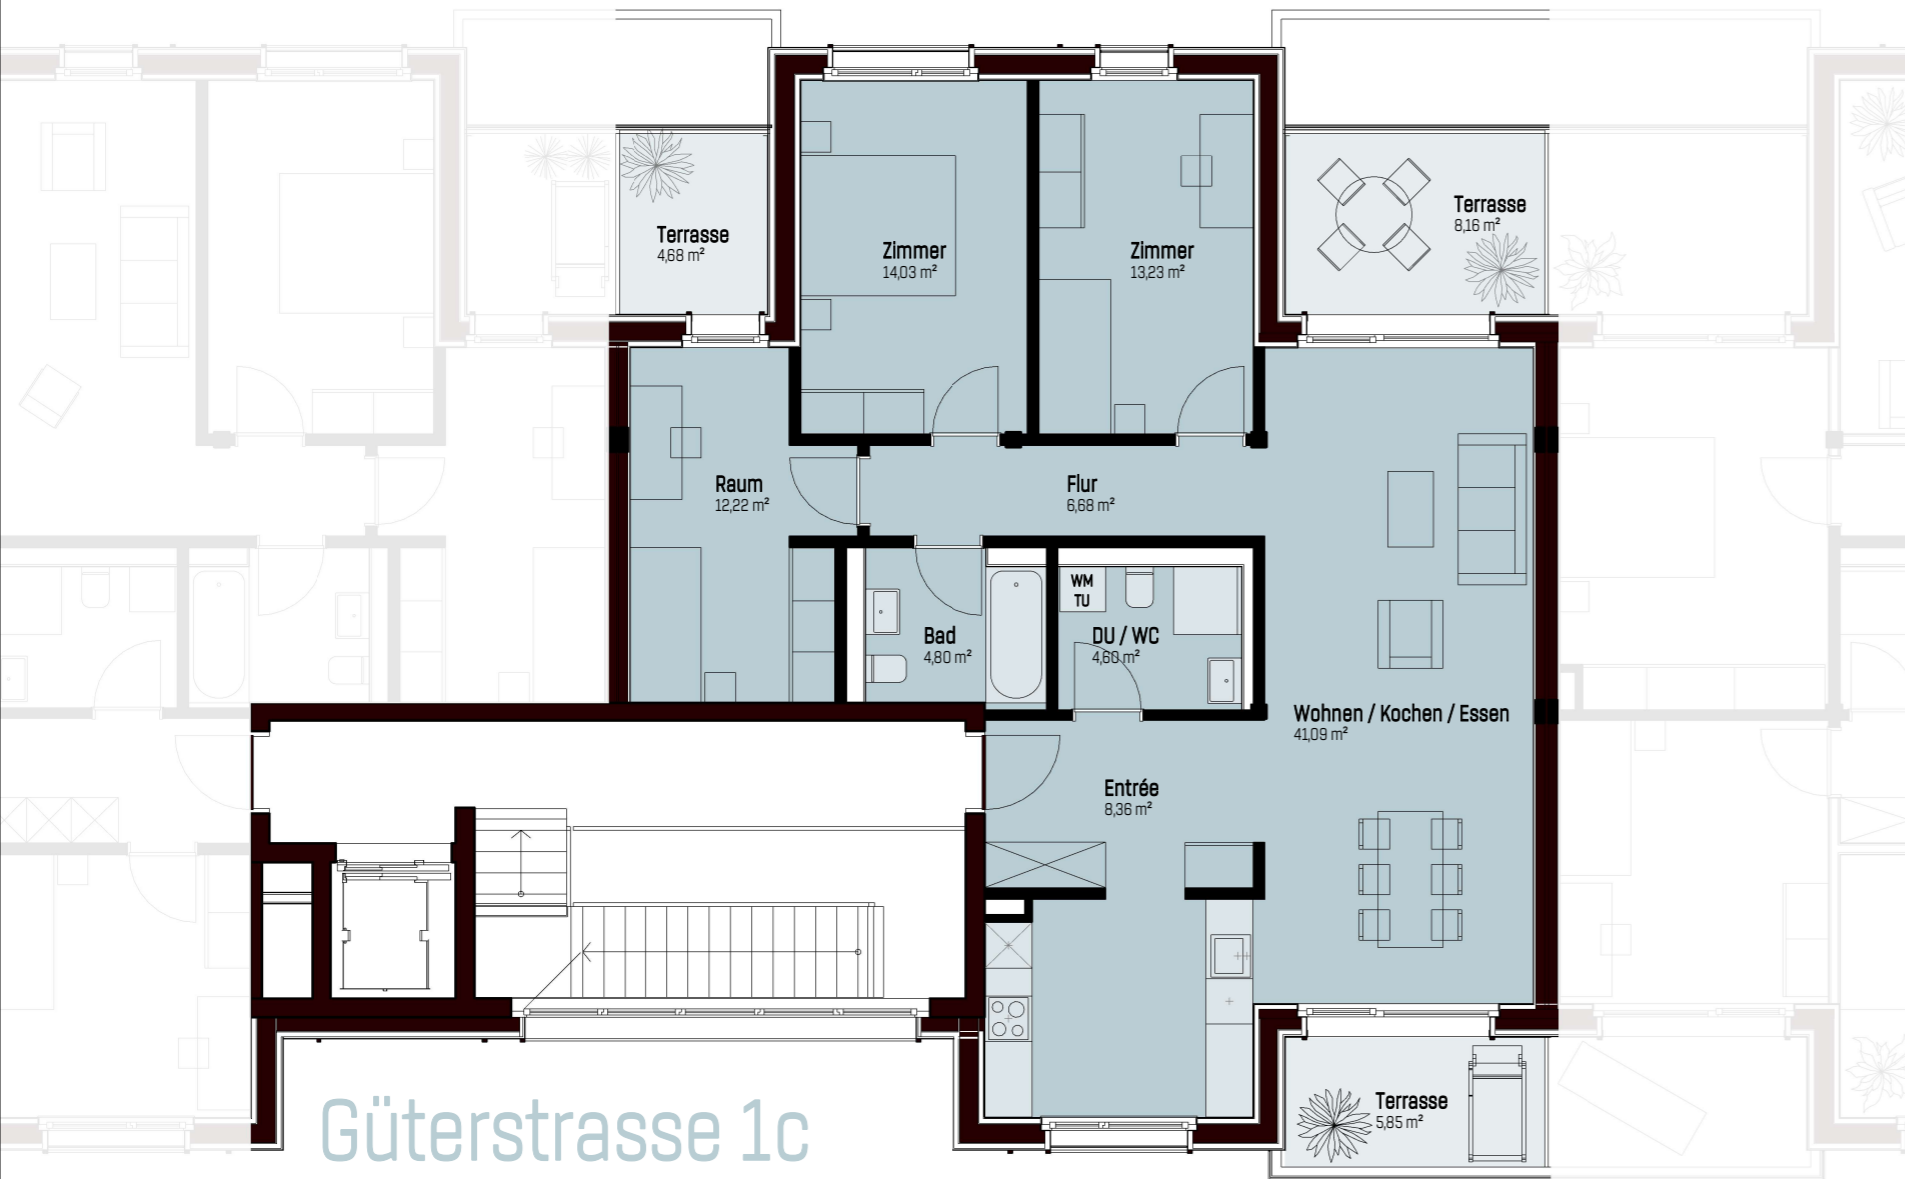 Terrasse
4,68 m²
Zimmer
14,03 m²
Zimmer
13,23 m²
Terrasse
8,16 m²
Raum
12,22 m²
Flur
6,68 m²
WM
TU
Bad
4,80 m²
DU / WC
4,60 m²
Wohnen / Kochen / Essen
41,09 m²
Entrée
8,36 m²
Terrasse
5,85 m²
Güterstrasse 1c